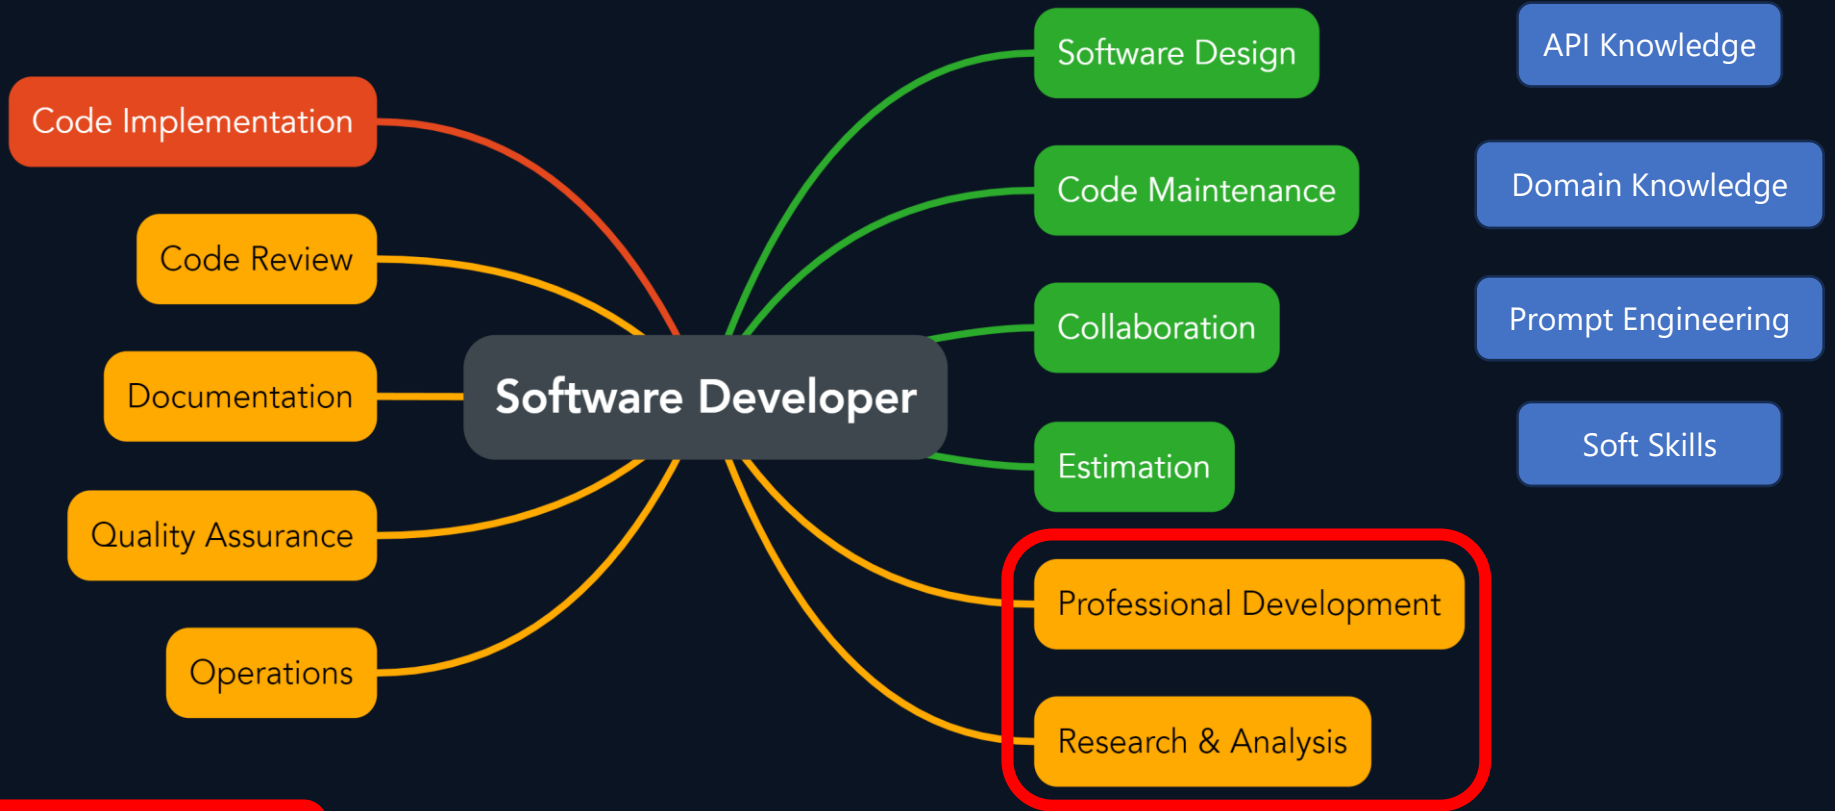 Code Implementation
Code Review
Documentation
Quality Assurance
Operations
Software Developer
Software Design
Code Maintenance
Collaboration
Estimation
Professional Development
Research & Analysis
API Knowledge
Domain Knowledge
Prompt Engineering
Soft Skills